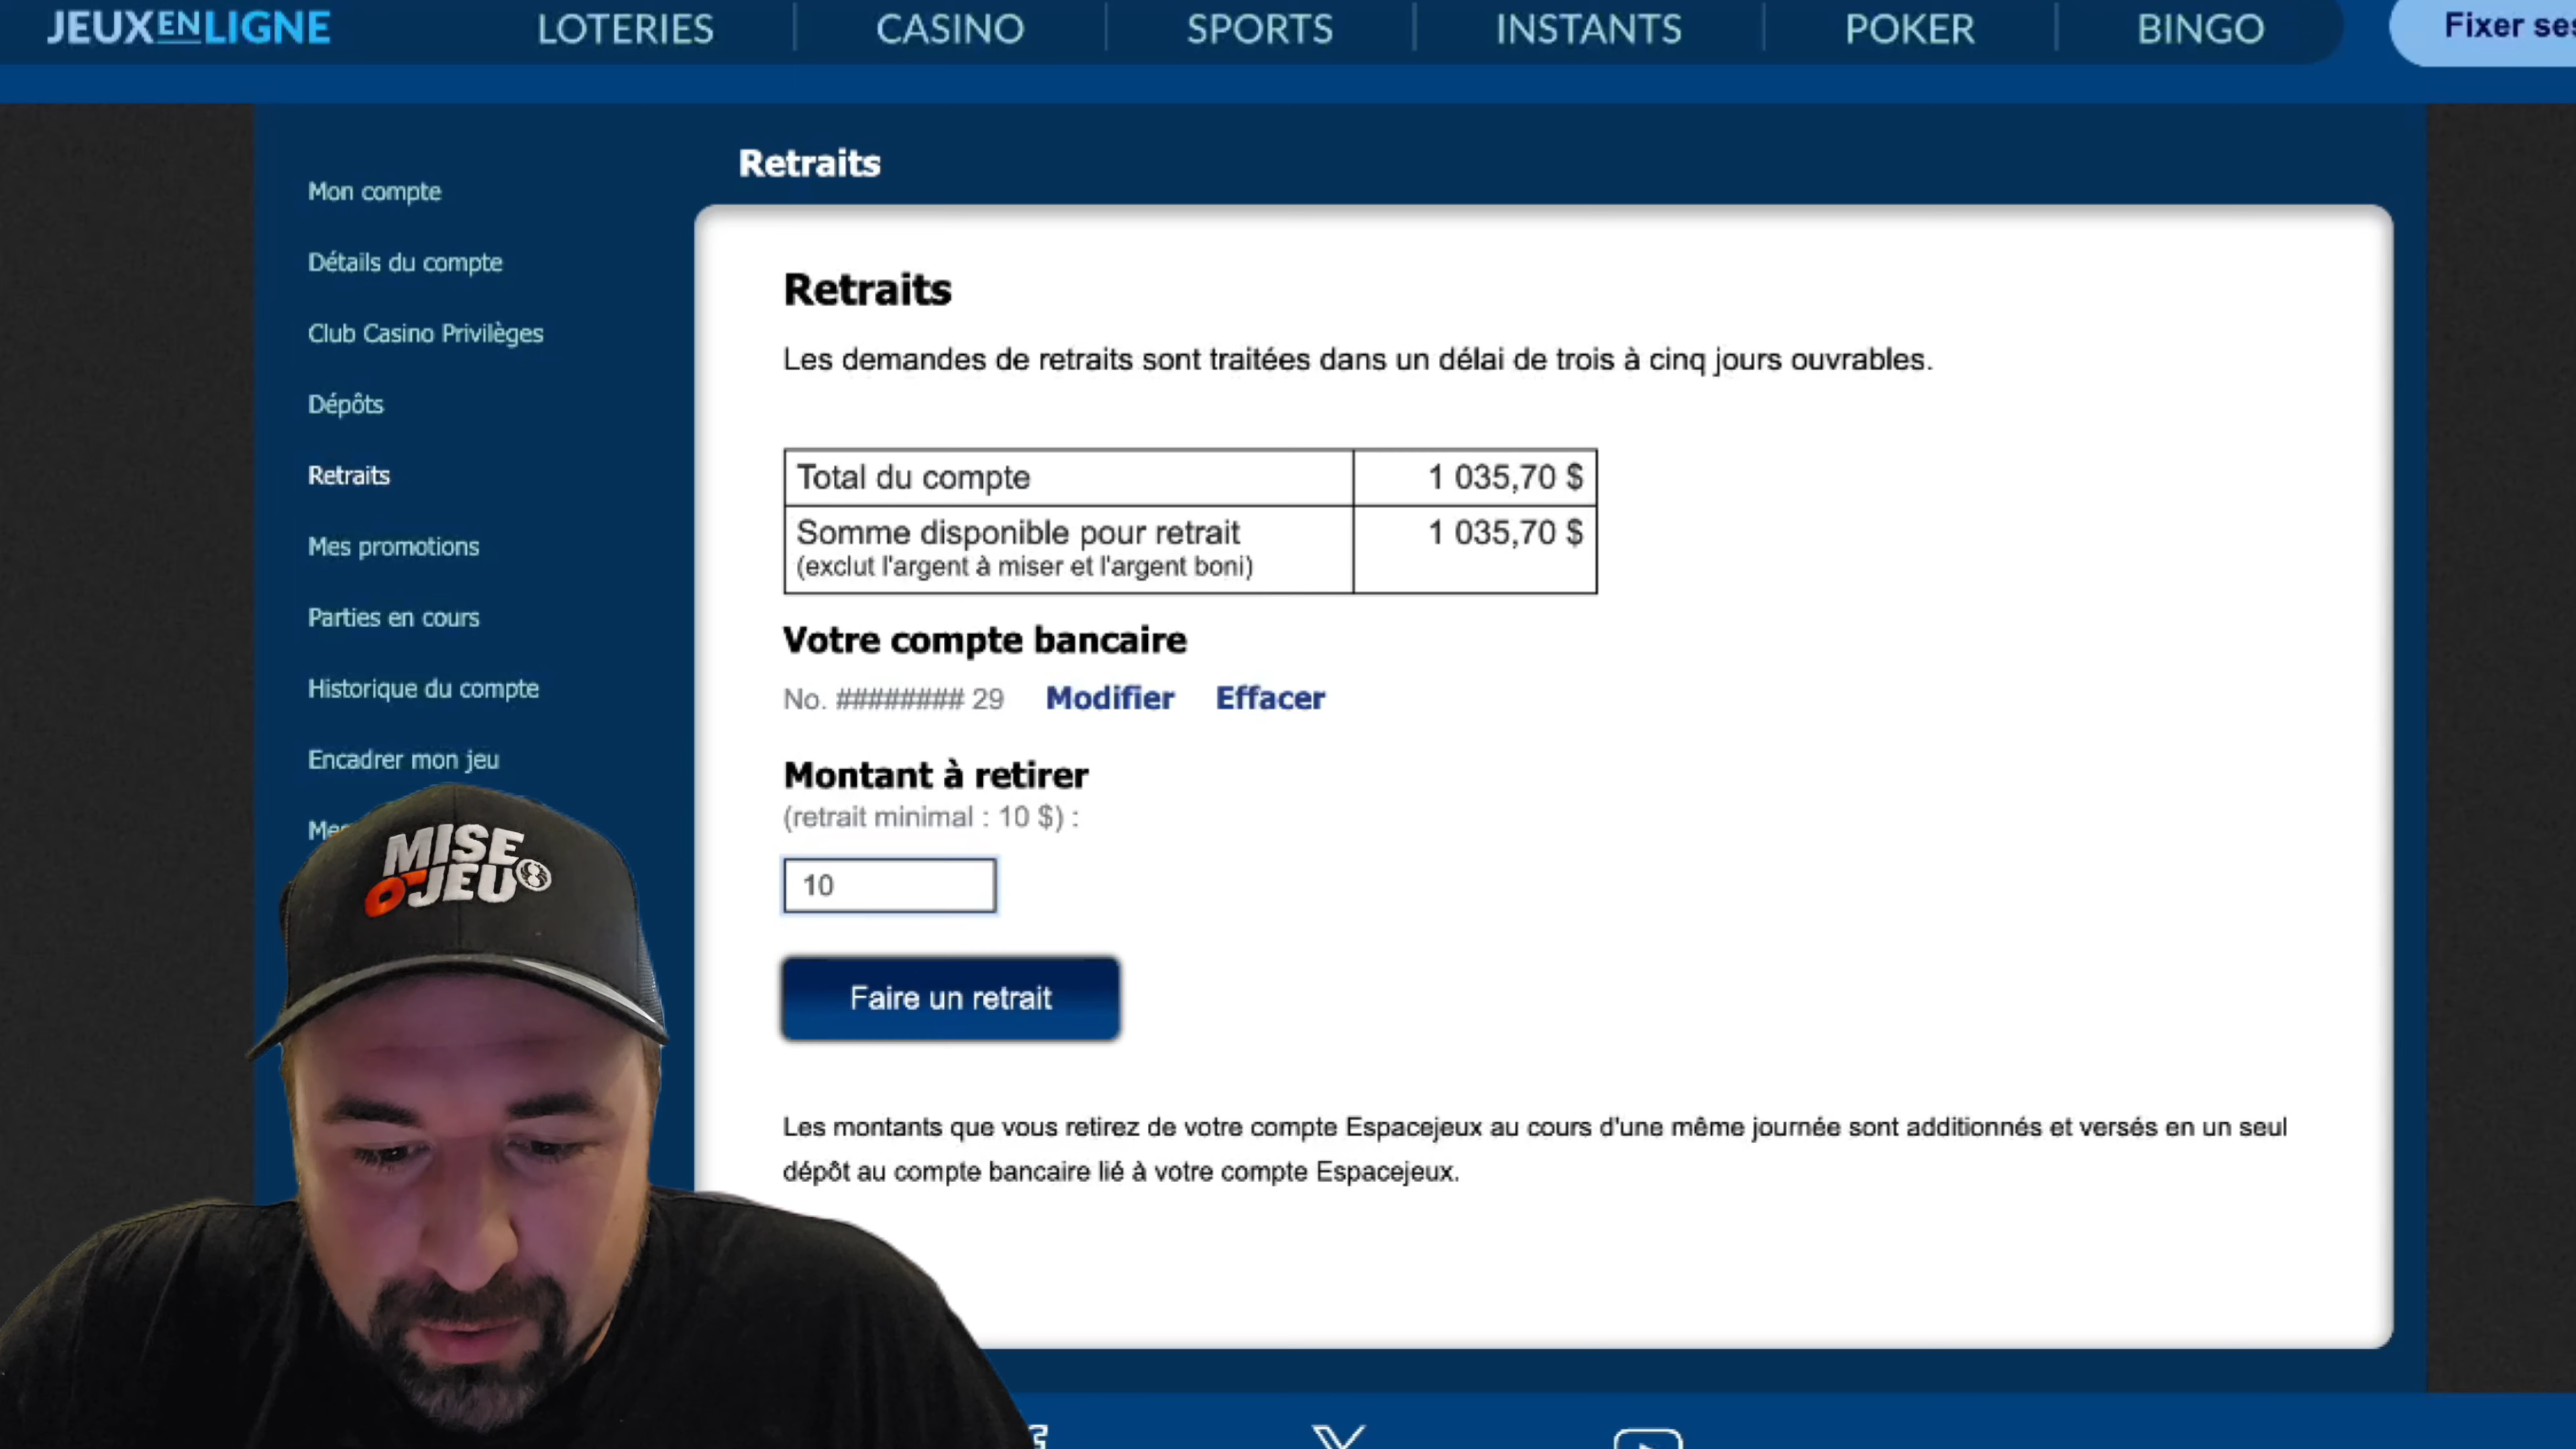 JEUXENLIGNE
LOTERIES
CASINO
SPORTS
INSTANTS
POKER
BINGO
Fixer
Retraits
Mon compte
Détails du compte
Club Casino Privilèges
Dépôts
Retraits
Mes promotions
Parties en cours
Historique du compte
Encadrer mon jeu
Retraits
Les demandes de retraits sont traitées dans un délai de trois à cinq jours ouvrables.
Total du compte 1 035,70 $
Somme disponible pour retrait 1 035,70 $
(exclut l'argent à miser et l'argent boni)
Votre compte bancaire
No. ######## 29 Modifier Effacer
Montant à retirer
(retrait minimal : 10 $) :
10
Faire un retrait
Les montants que vous retirez de votre compte Espacejeux au cours d'une même journée sont additionnés et versés en un seul
dépôt au compte bancaire lié à votre compte Espacejeux.
MISE
O-JEU